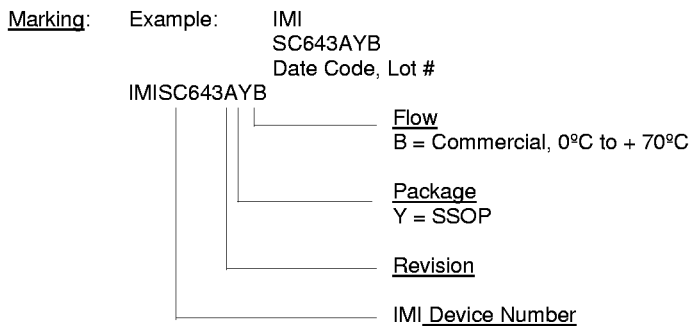 Marking: Example: IMI
SC643AYB
Date Code, Lot #
IMISC643AYB
Flow
B = Commercial, 0ºC to + 70ºC
Package
Y = SSOP
Revision
IMI Device Number